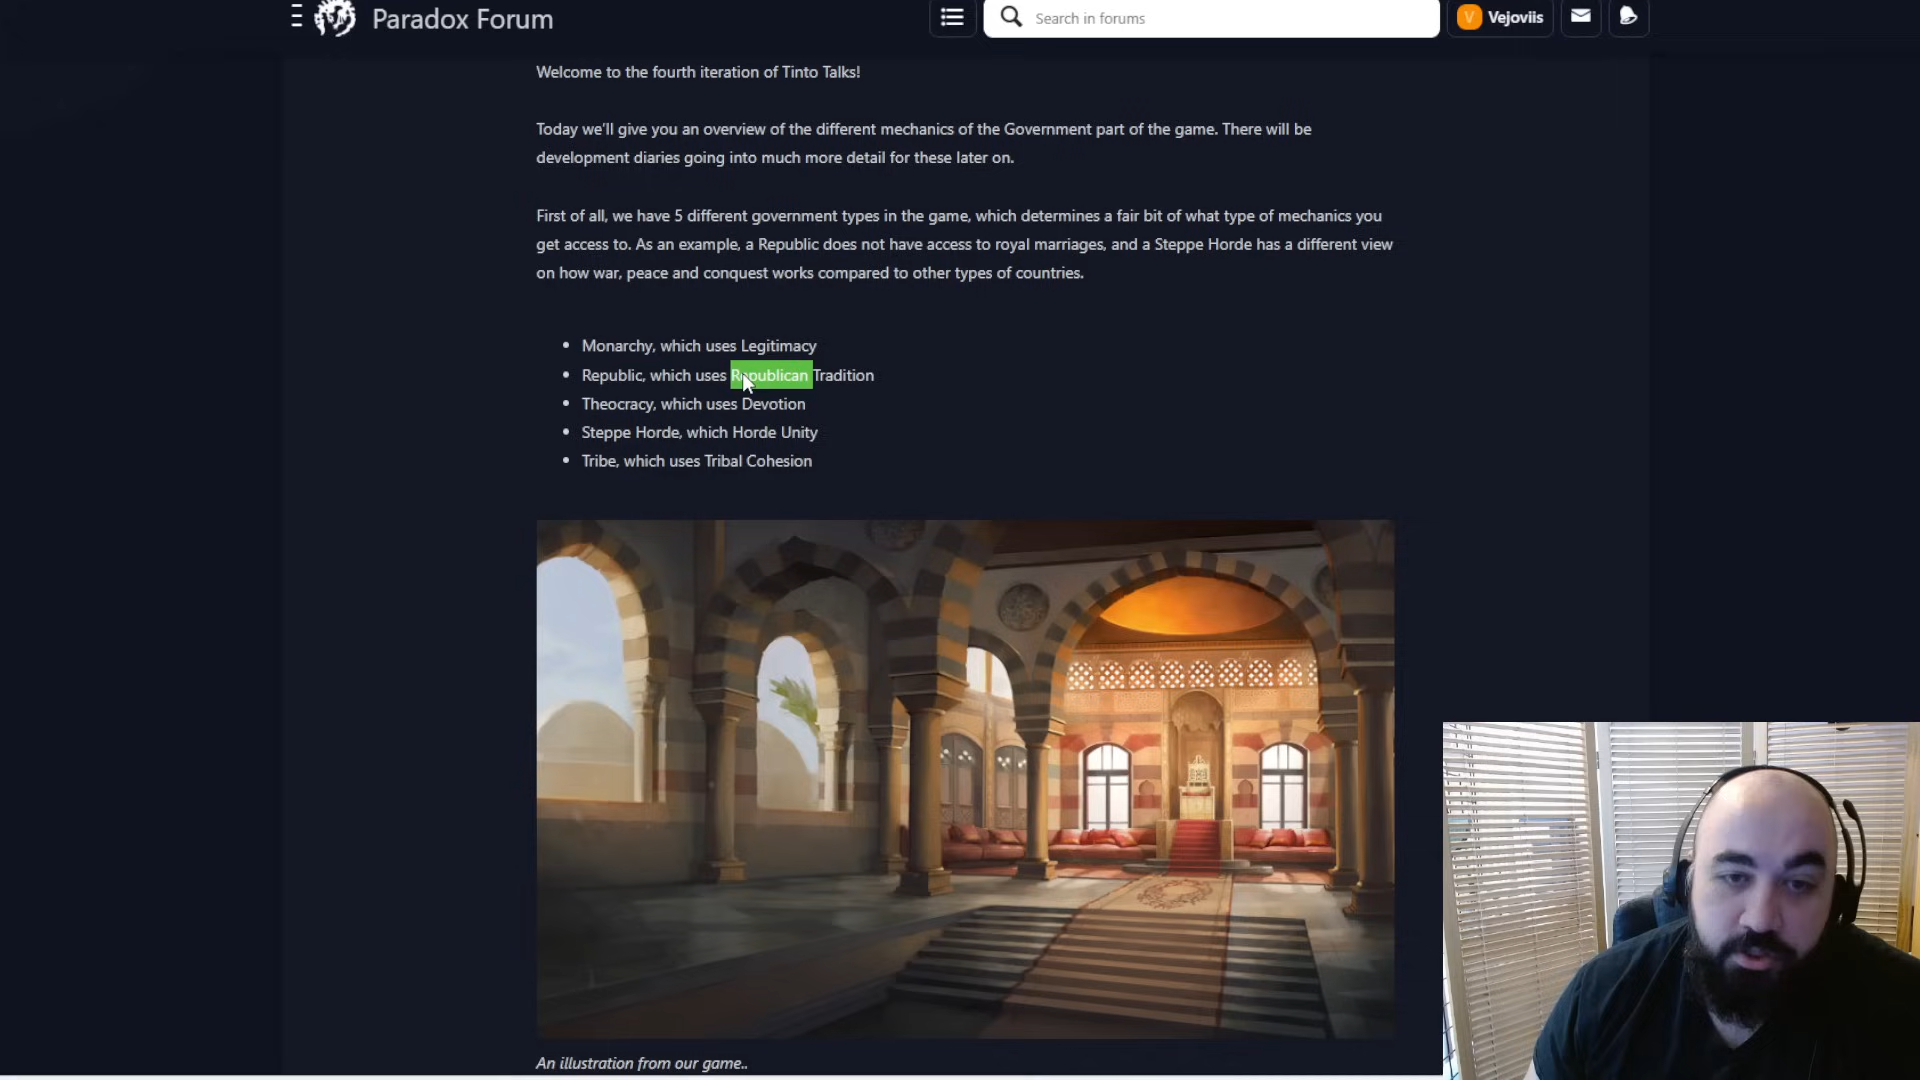 Paradox Forum
Search in forums
V Vejoviis
Welcome to the fourth iteration of Tinto Talks!
Today we'll give you an overview of the different mechanics of the Government part of the game. There will be
development diaries going into much more detail for these later on.
First of all, we have 5 different government types in the game, which determines a fair bit of what type of mechanics you
get access to. As an example, a Republic does not have access to royal marriages, and a Steppe Horde has a different view
on how war, peace and conquest works compared to other types of countries.
• Monarchy, which uses Legitimacy
• Republic, which uses Republican Tradition
• Theocracy, which uses Devotion
• Steppe Horde, which Horde Unity
• Tribe, which uses Tribal Cohesion
An illustration from our game..